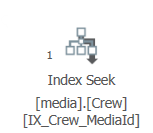 1
Index Seek
[media].[Crew]
[IX_Crew_MediaId]